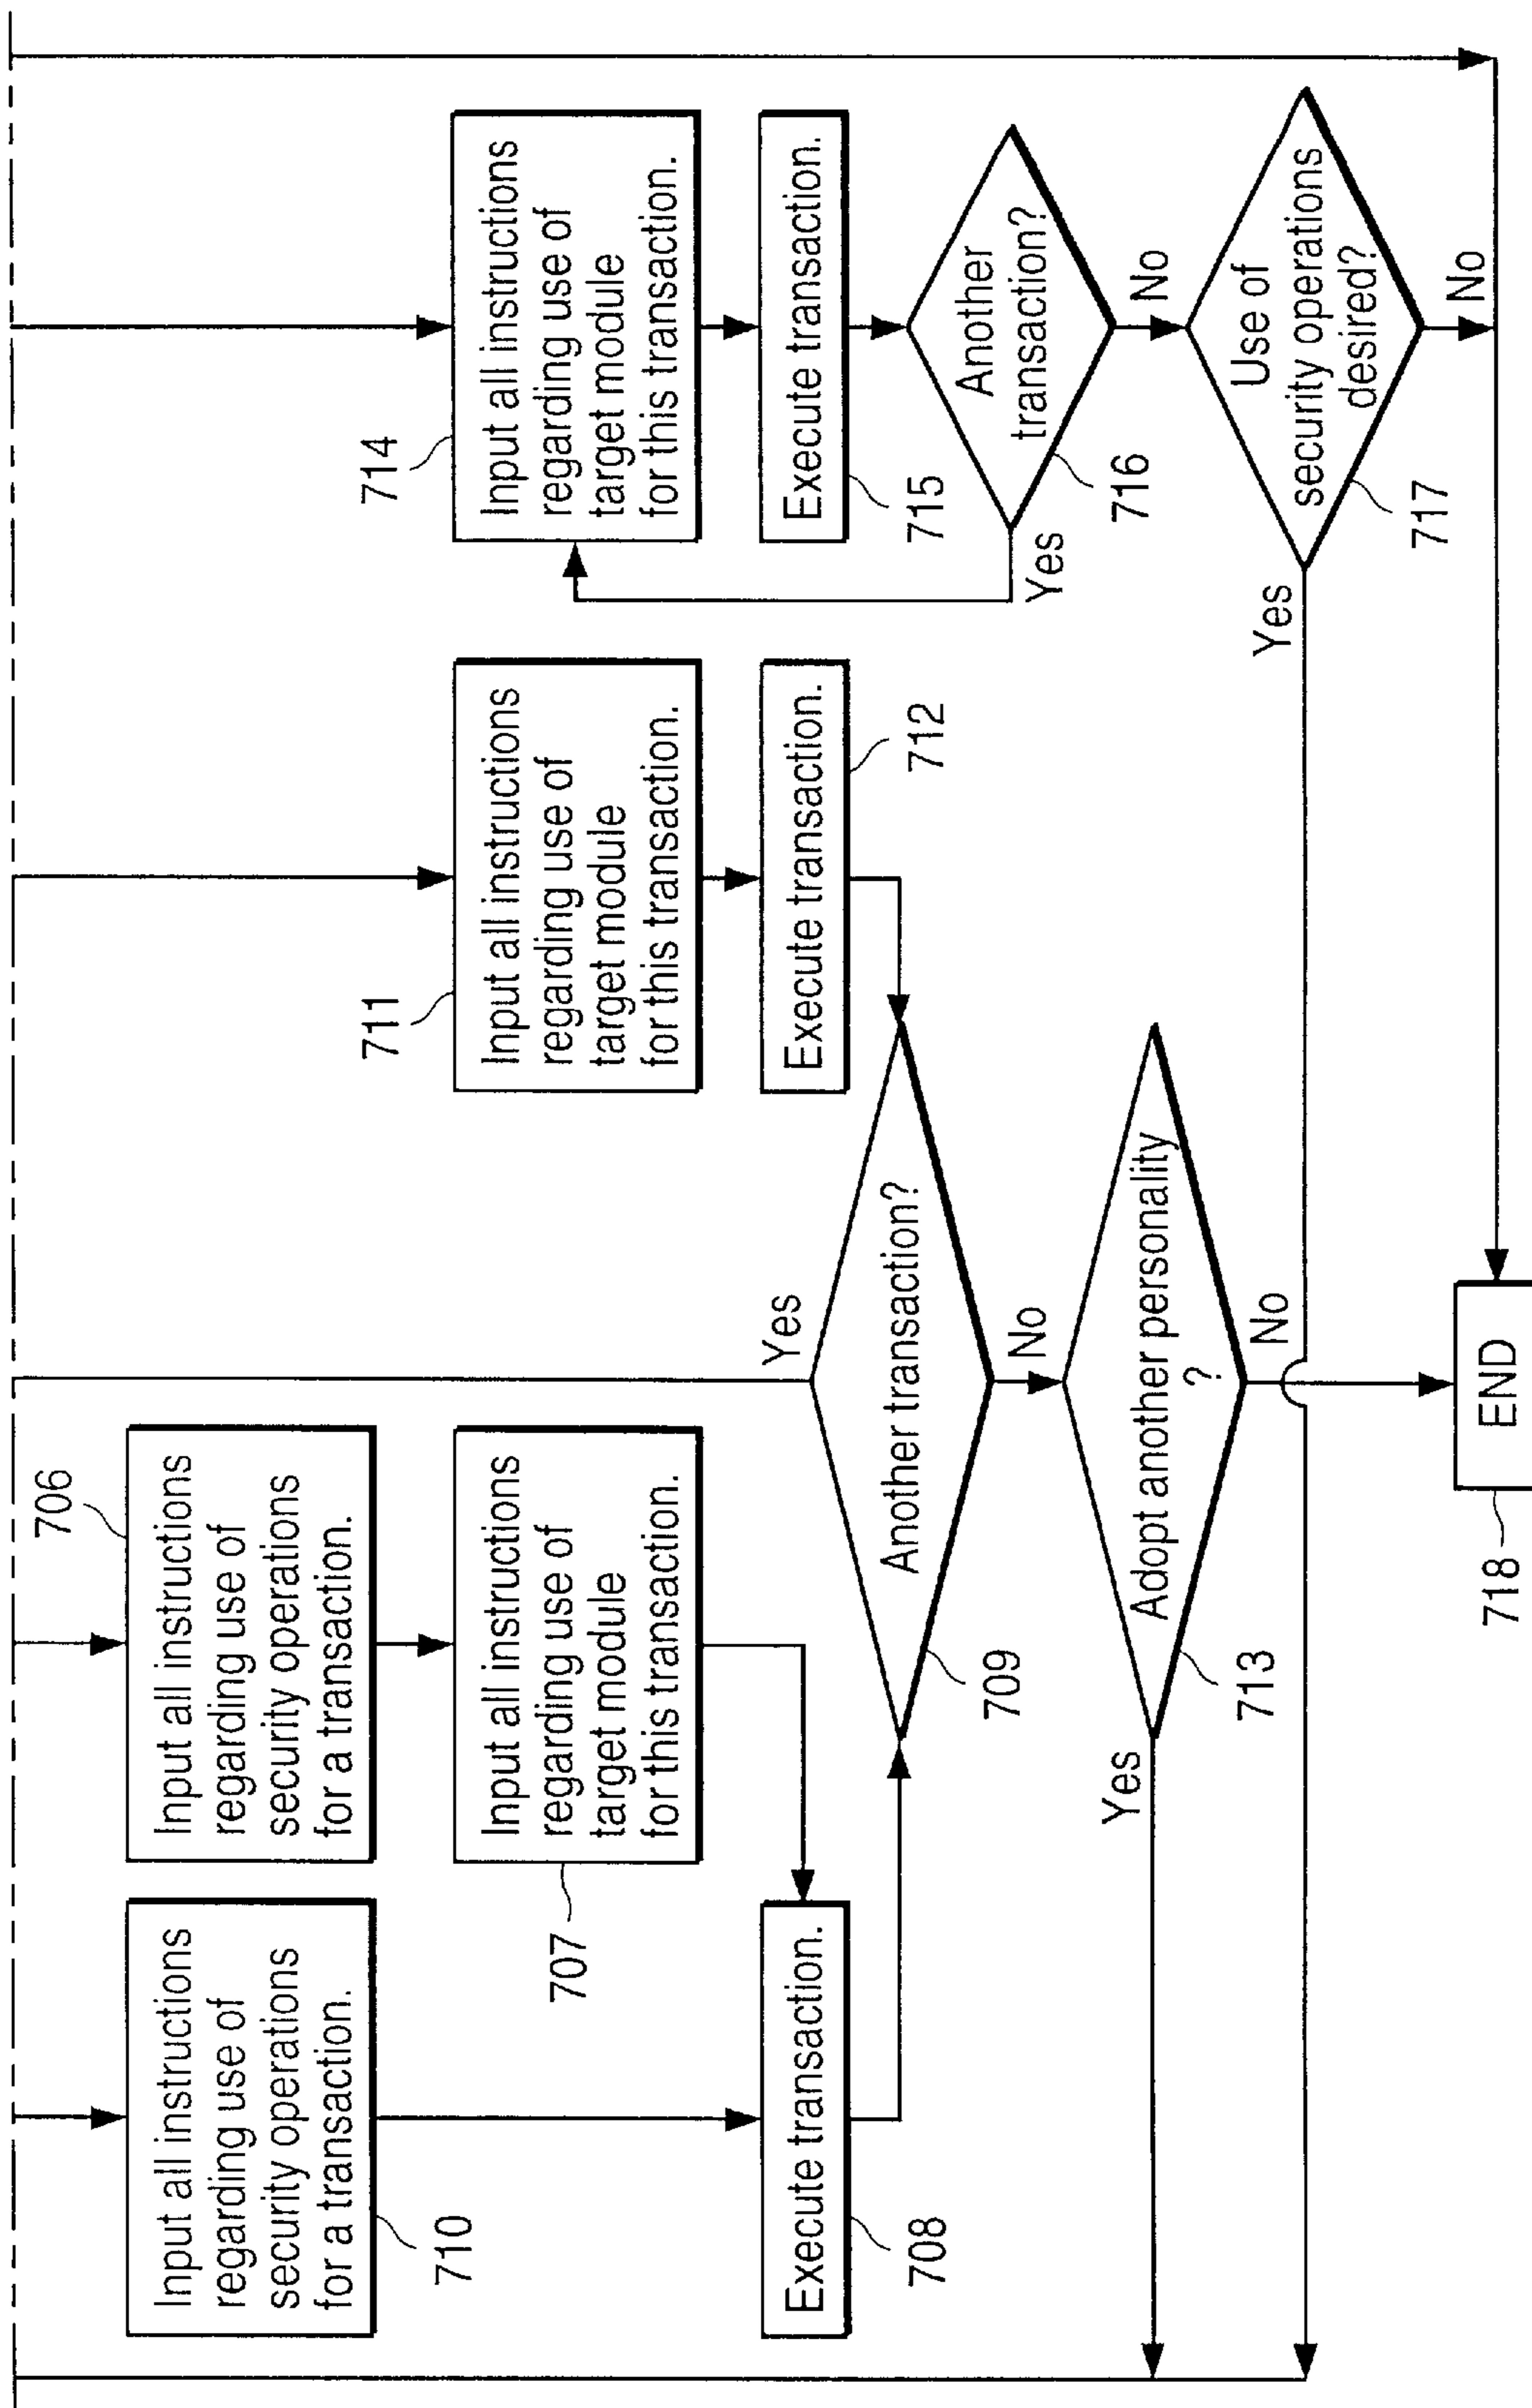 706
Input all instructions
regarding use of
security operations
for a transaction.
710
Input all instructions
regarding use of
security operations
for a transaction.
707
Input all instructions
regarding use of
target module
for this transaction.
711
Input all instructions
regarding use of
target module
for this transaction.
714
Input all instructions
regarding use of
target module
for this transaction.
708
Execute transaction.
712
Execute transaction.
715
Execute transaction.
Yes
Another transaction?
709
No
Yes
Another
transaction?
716
No
Yes
Adopt another personality
?
713
No
Yes
Use of
security operations
desired?
717
No
718
END